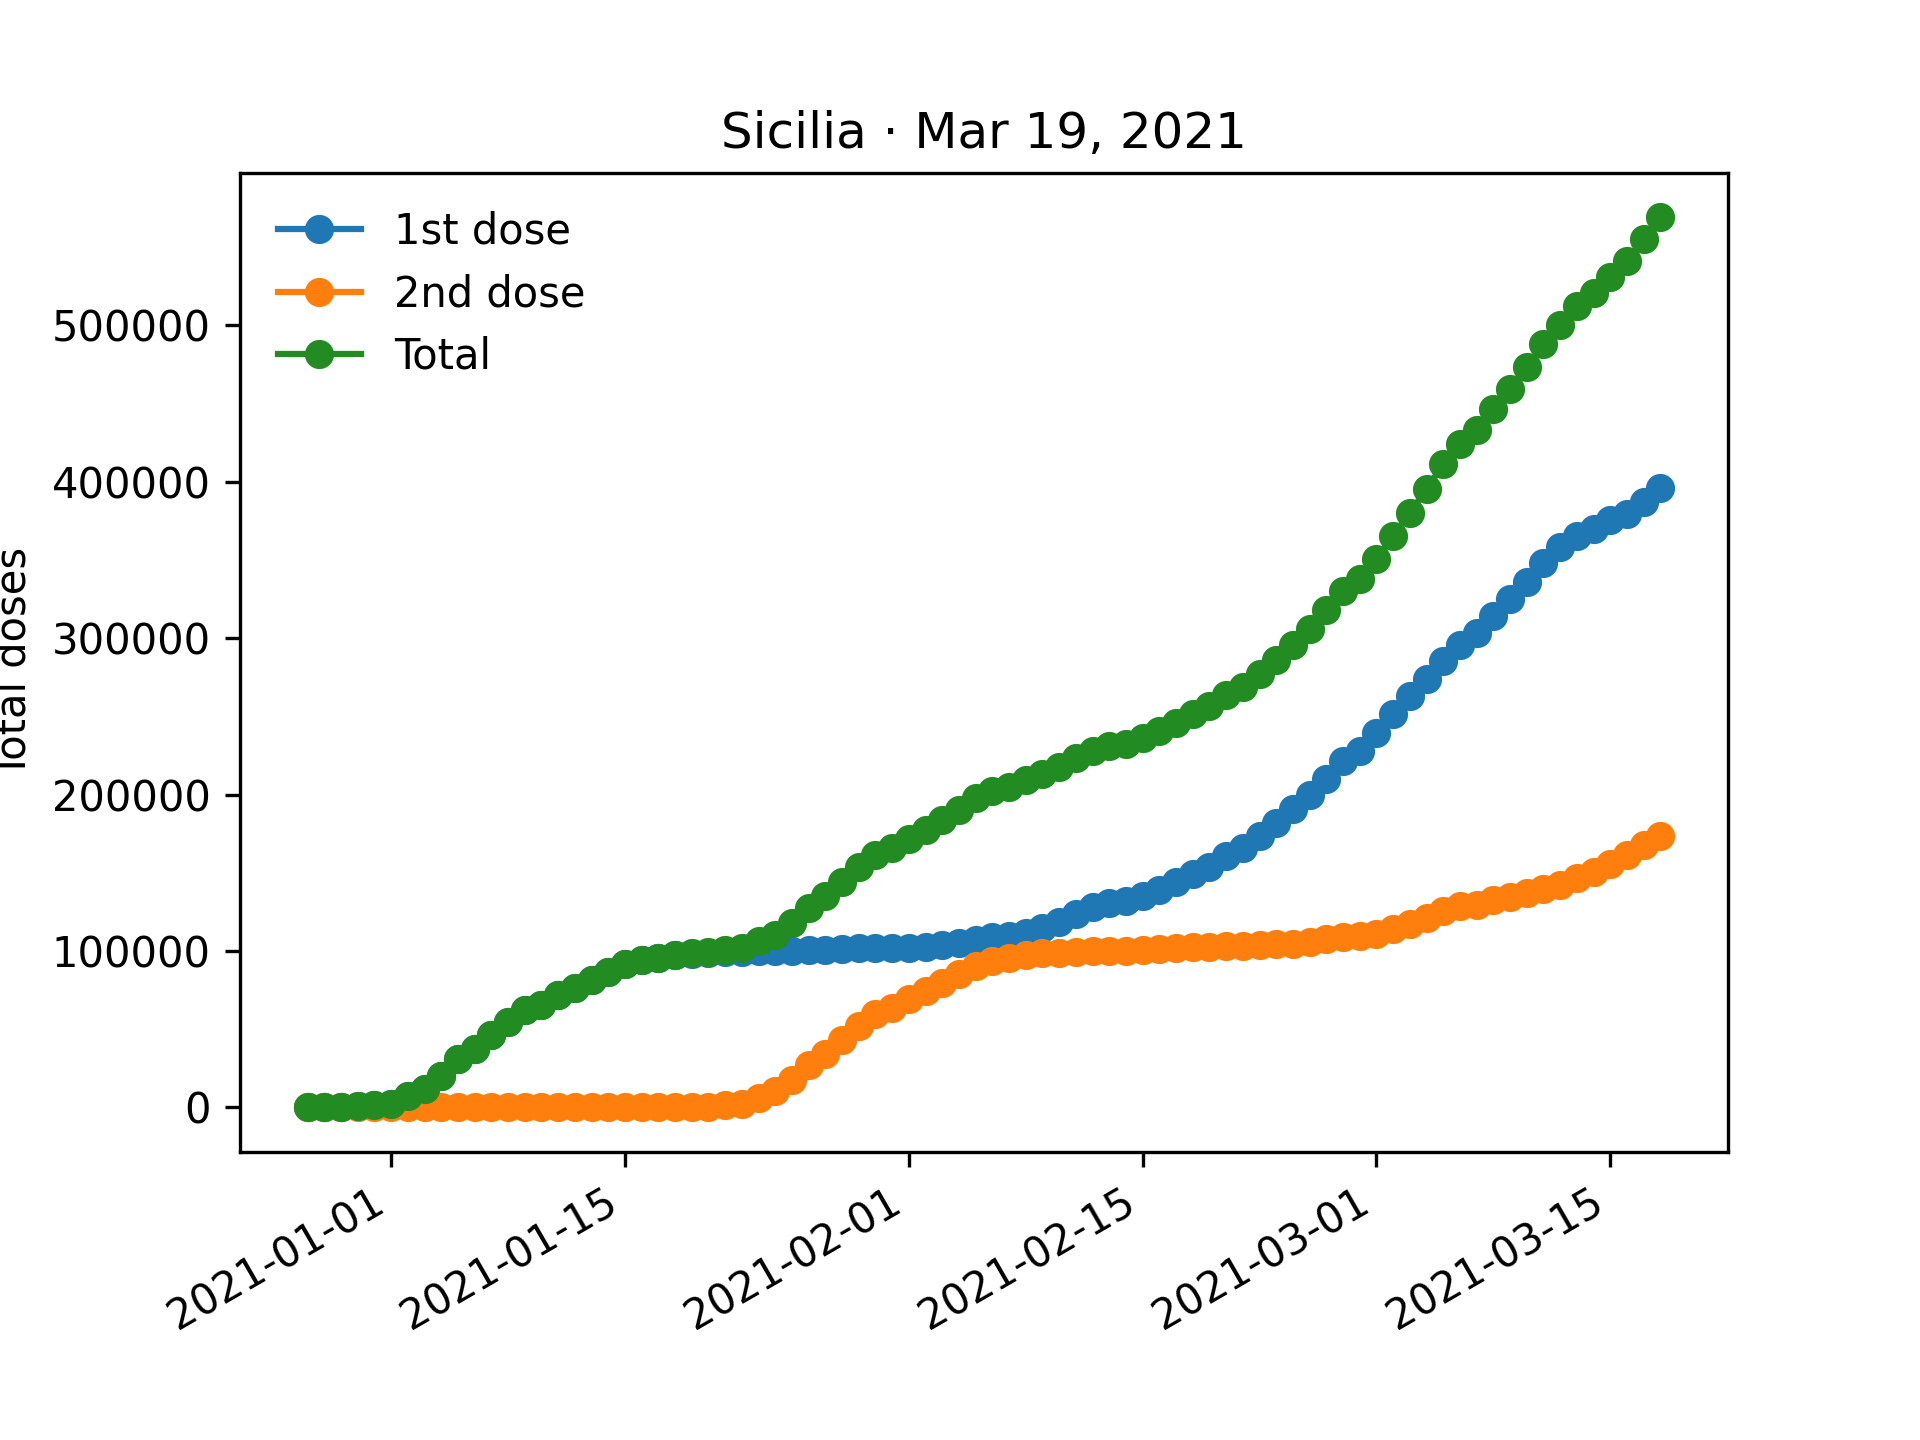 Sicilia · Mar 19, 2021
1st dose
2nd dose
Total
500000
400000
300000
200000
100000
0
Total doses
2021-01-01
2021-01-15
2021-02-01
2021-02-15
2021-03-01
2021-03-15